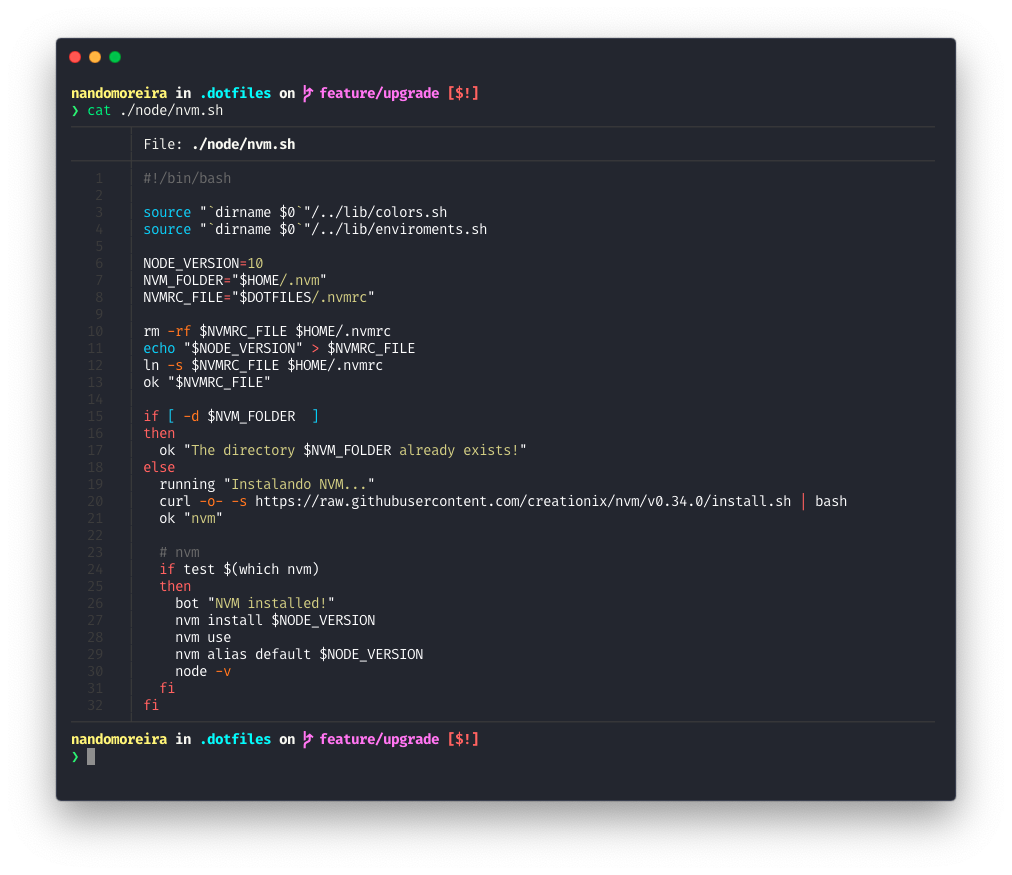 nandomoreira in .dotfiles on feature/upgrade [$!]
❯ cat ./node/nvm.sh
File: ./node/nvm.sh
1 #!/bin/bash
2
3 source "`dirname $0`"/../lib/colors.sh
4 source "`dirname $0`"/../lib/enviroments.sh
5
6 NODE_VERSION=10
7 NVM_FOLDER="$HOME/.nvm"
8 NVMRC_FILE="$DOTFILES/.nvmrc"
9
10 rm -rf $NVMRC_FILE $HOME/.nvmrc
11 echo "$NODE_VERSION" > $NVMRC_FILE
12 ln -s $NVMRC_FILE $HOME/.nvmrc
13 ok "$NVMRC_FILE"
14
15 if [ -d $NVM_FOLDER  ]
16 then
17   ok "The directory $NVM_FOLDER already exists!"
18 else
19   running "Instalando NVM..."
20   curl -o- -s https://raw.githubusercontent.com/creationix/nvm/v0.34.0/install.sh | bash
21   ok "nvm"
22
23   # nvm
24   if test $(which nvm)
25   then
26     bot "NVM installed!"
27     nvm install $NODE_VERSION
28     nvm use
29     nvm alias default $NODE_VERSION
30     node -v
31   fi
32 fi
nandomoreira in .dotfiles on feature/upgrade [$!]
❯